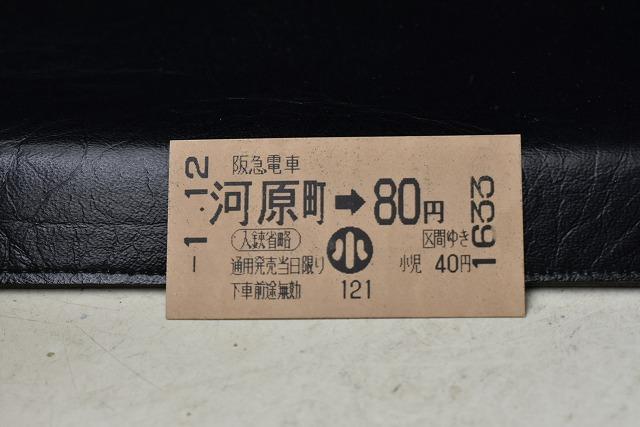 阪急電車
河原町➡80円
入鋏省略
小
区間ゆき
通用発売当日限り
小児 40円
下車前途無効
121
-1.12
1633